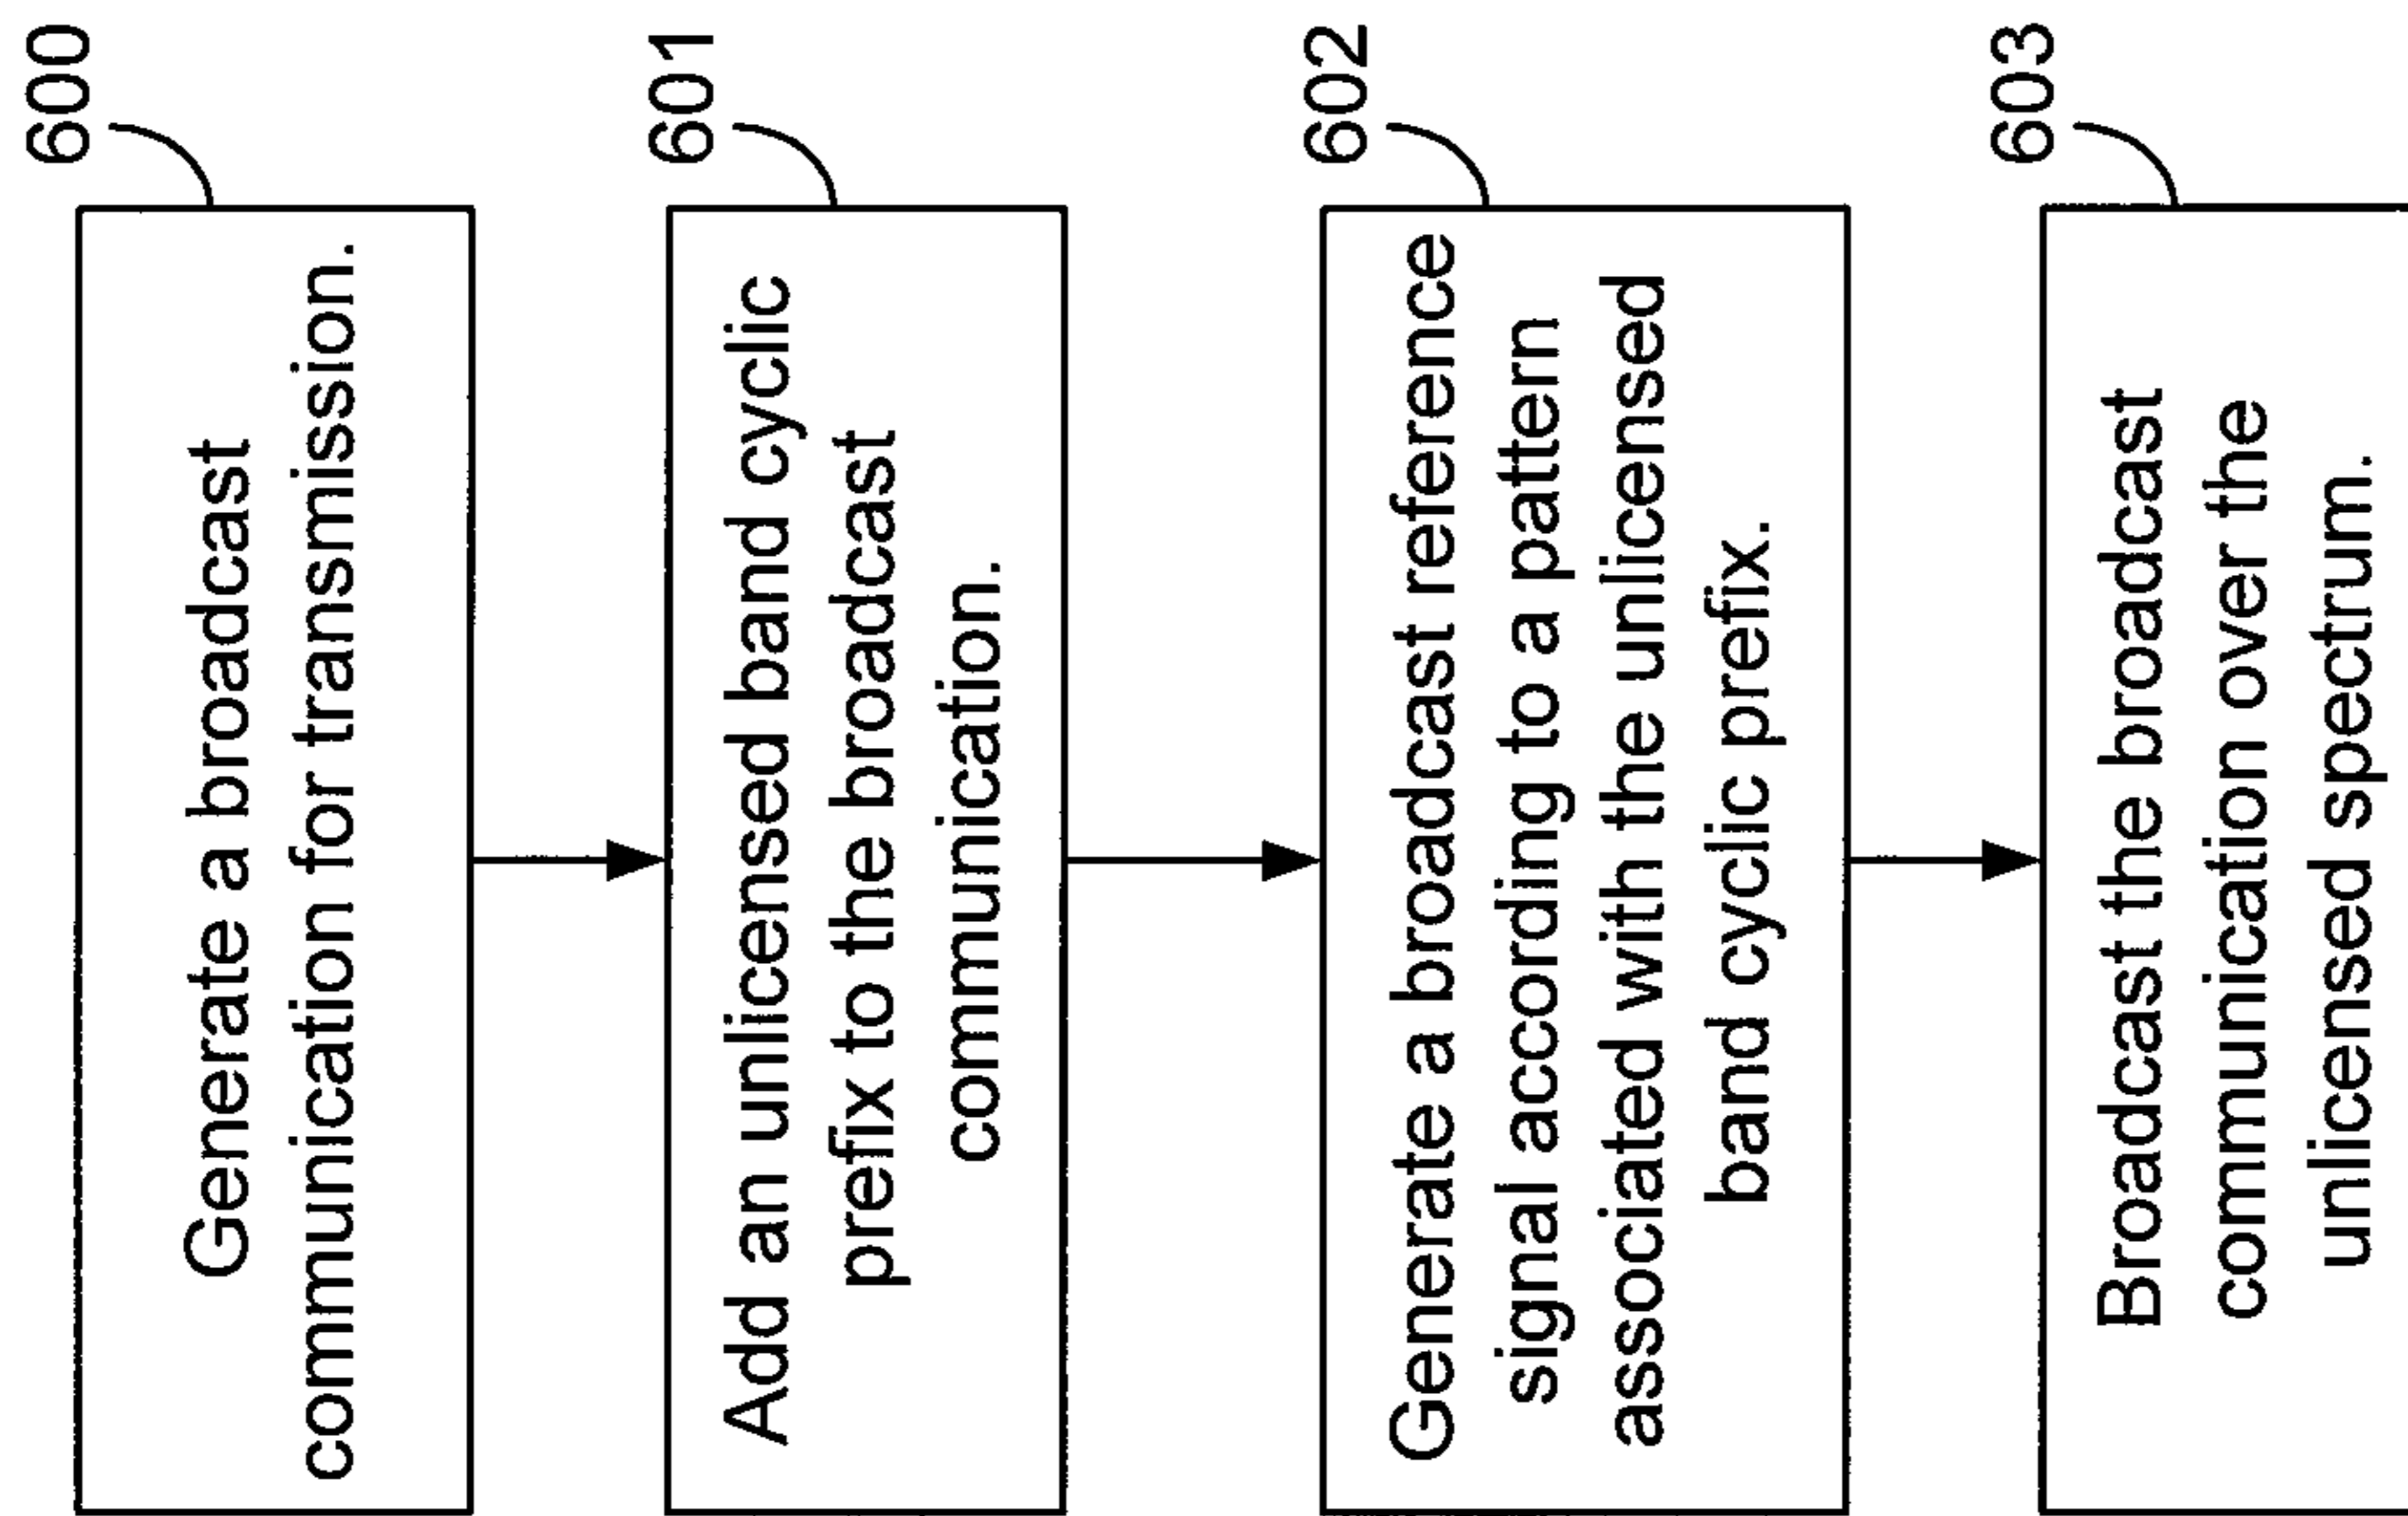 600
Generate a broadcast
communication for transmission.
601
Add an unlicensed band cyclic
prefix to the broadcast
communication.
602
Generate a broadcast reference
signal according to a pattern
associated with the unlicensed
band cyclic prefix.
603
Broadcast the broadcast
communication over the
unlicensed spectrum.